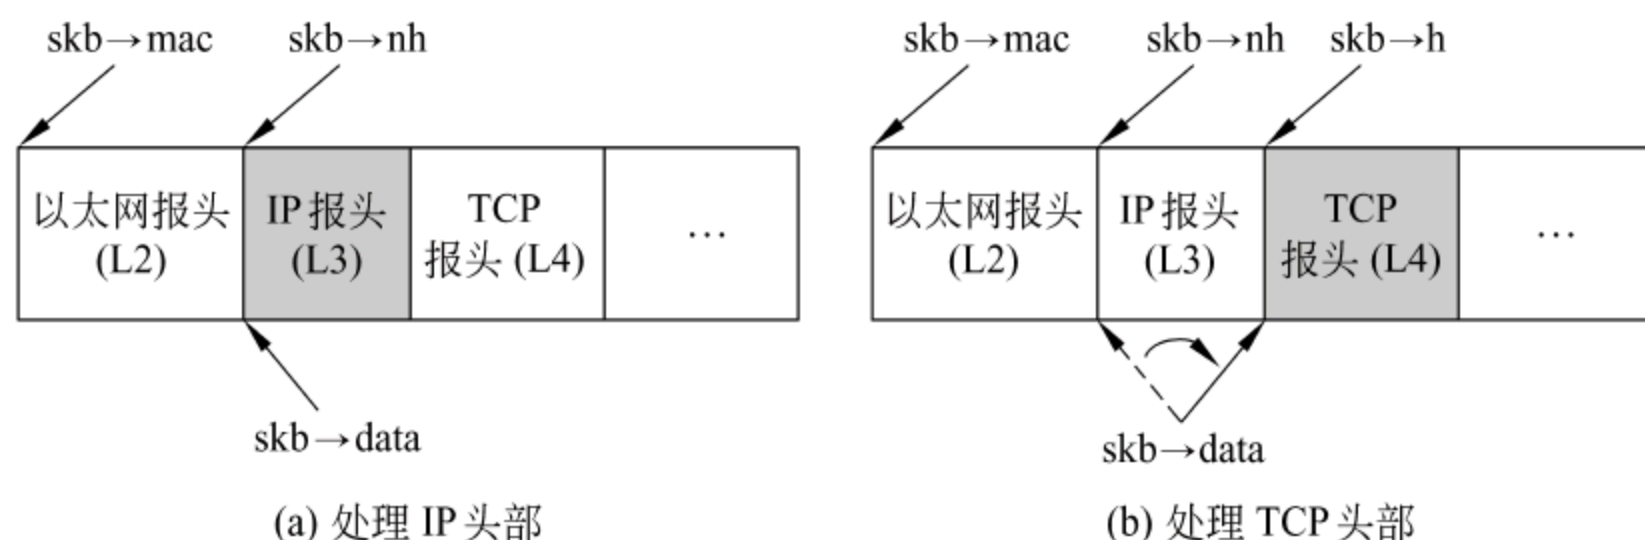 skb→mac
skb→nh
以太网报头
(L2)
IP 报头
(L3)
TCP
报头 (L4)
…
skb→data
(a) 处理 IP 头部
skb→mac
skb→nh
skb→h
以太网报头
(L2)
IP 报头
(L3)
TCP
报头 (L4)
…
skb→data
(b) 处理 TCP 头部